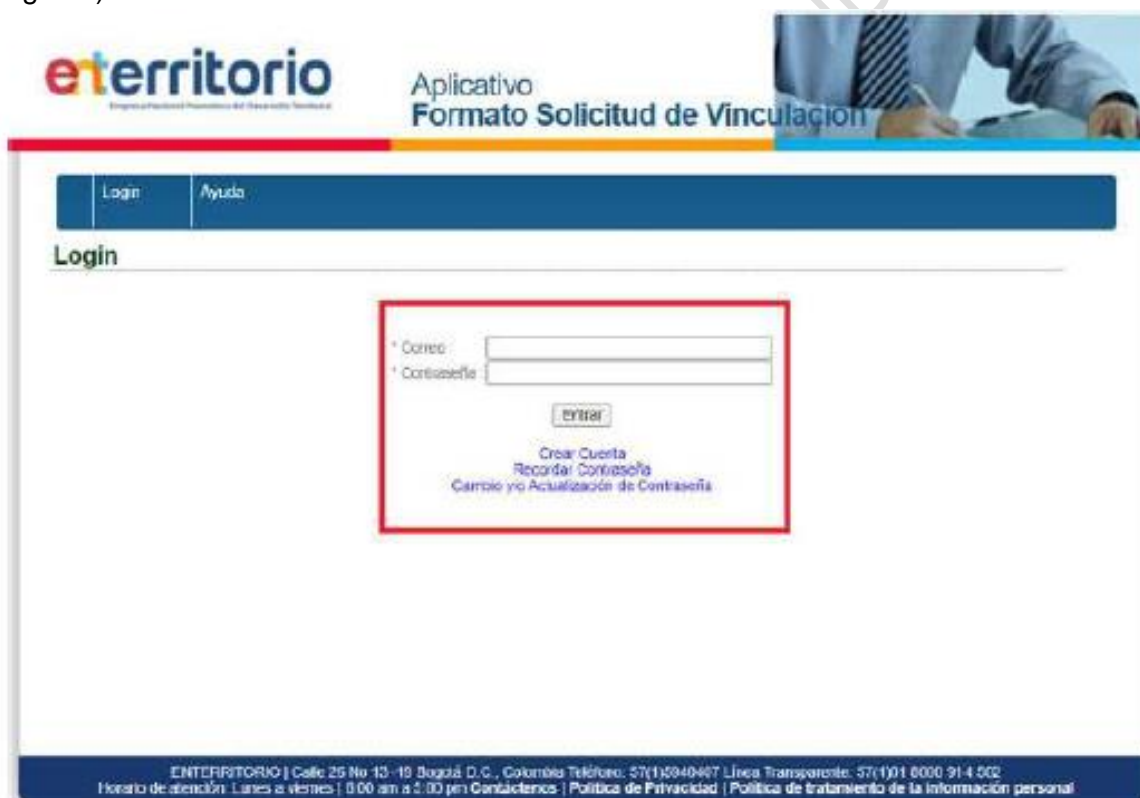 enterritorio
Aplicativo
Formato Solicitud de Vinculación
Login Ayuda
Login
* Correo
* Contraseña
Entrar
Crear Cuenta
Recordar Contraseña
Cambio y/o Actualización de Contraseña
ENTERRITORIO | Calle 26 No 13 -19 Bogotá D.C., Colombia Teléfono: 57(1)5940407 Línea Transparente: 57(1)01 8000 914 502
Horario de atención: Lunes a viernes | 8:00 am a 5:00 pm Contáctenos | Política de Privacidad | Política de tratamiento de la información personal